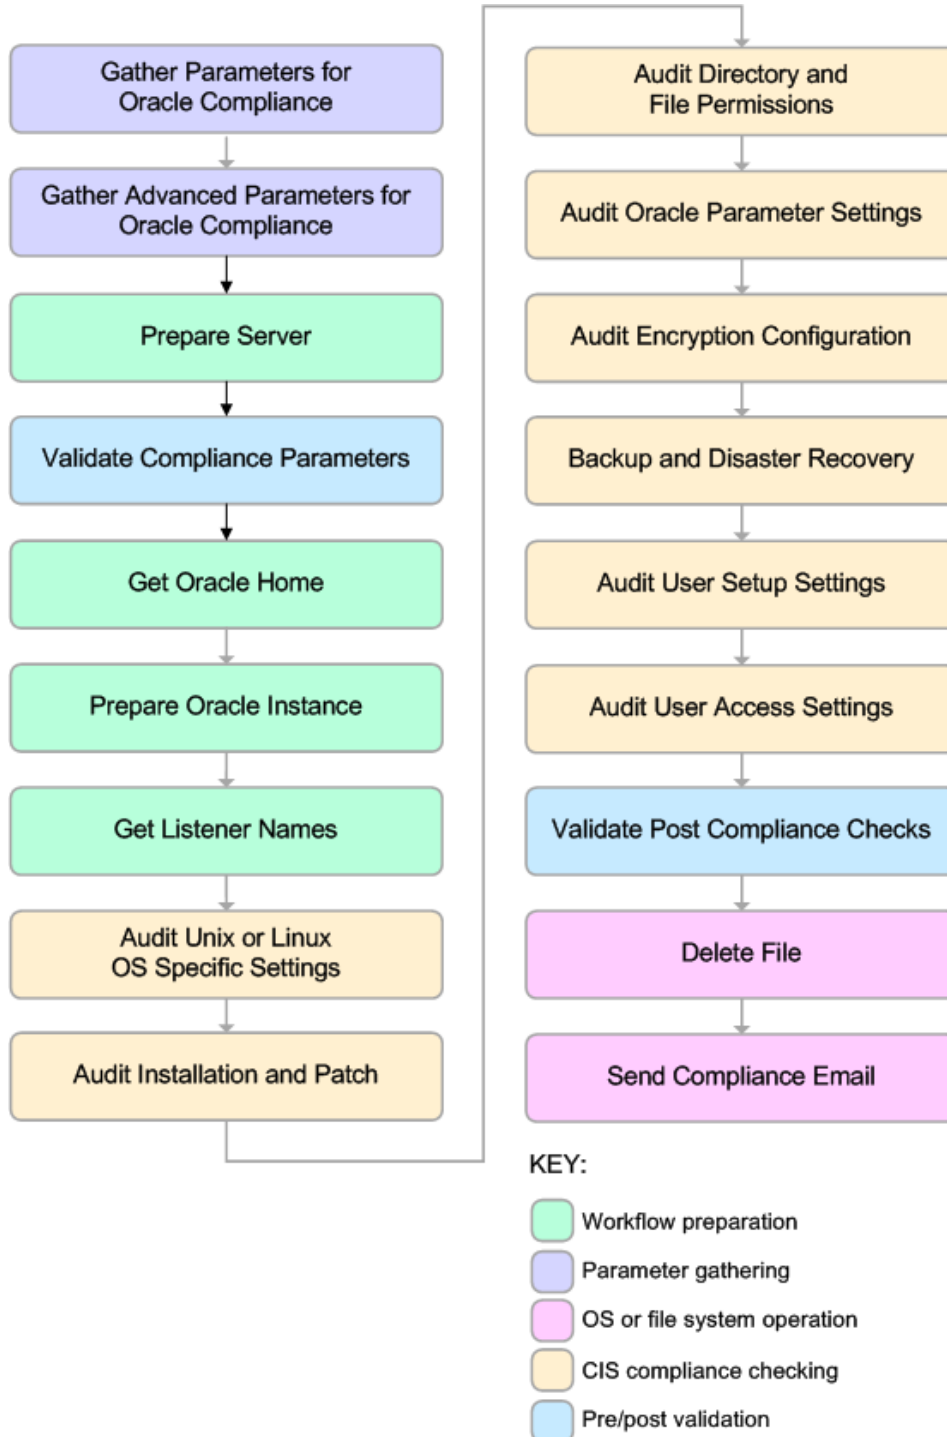 Gather Parameters for
Oracle Compliance
Gather Advanced Parameters for
Oracle Compliance
Prepare Server
Validate Compliance Parameters
Get Oracle Home
Prepare Oracle Instance
Get Listener Names
Audit Unix or Linux
OS Specific Settings
Audit Installation and Patch
Audit Directory and
File Permissions
Audit Oracle Parameter Settings
Audit Encryption Configuration
Backup and Disaster Recovery
Audit User Setup Settings
Audit User Access Settings
Validate Post Compliance Checks
Delete File
Send Compliance Email
KEY:
Workflow preparation
Parameter gathering
OS or file system operation
CIS compliance checking
Pre/post validation